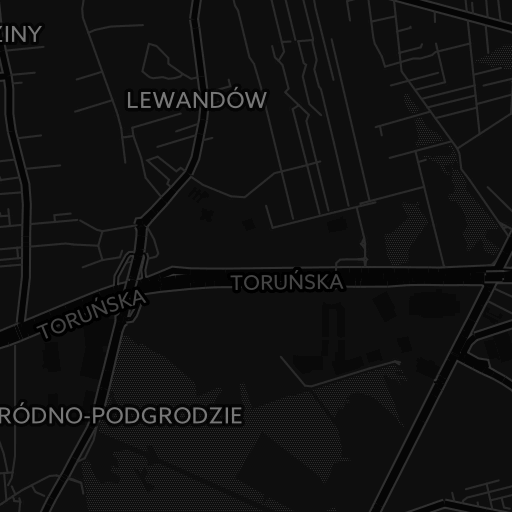 ZINY
LEWANDÓW
TORUŃSKA
TORUŃSKA
RÓDNO-PODGRODZIE